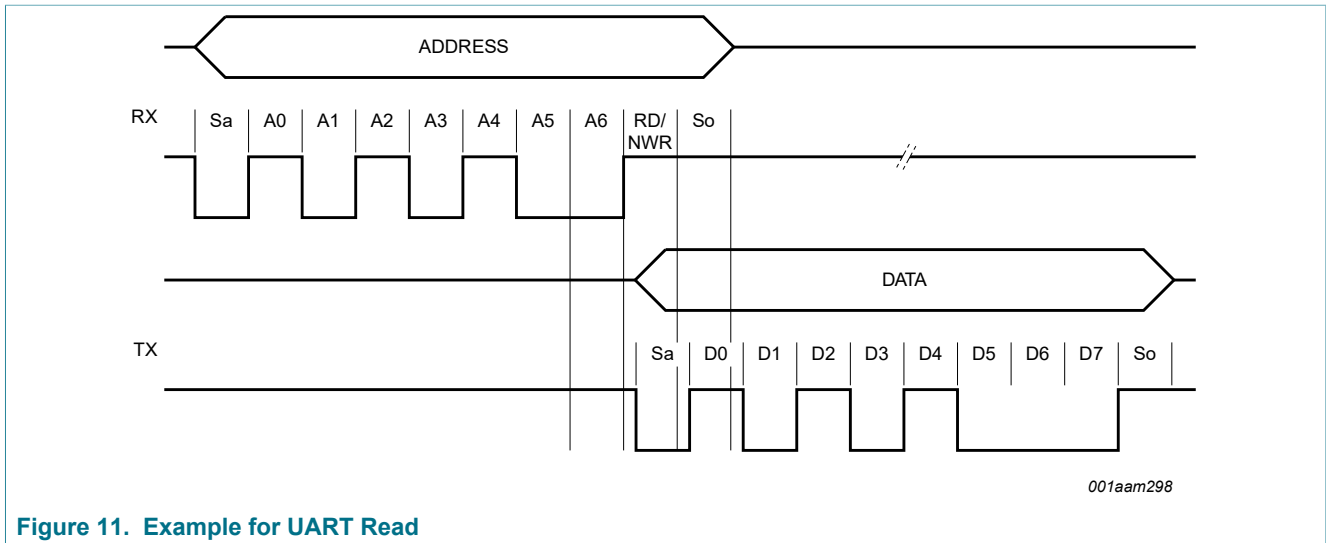 ADDRESS
RX Sa A0 A1 A2 A3 A4 A5 A6 RD/ So
NWR
DATA
TX Sa D0 D1 D2 D3 D4 D5 D6 D7 So
001aam298
Figure 11. Example for UART Read